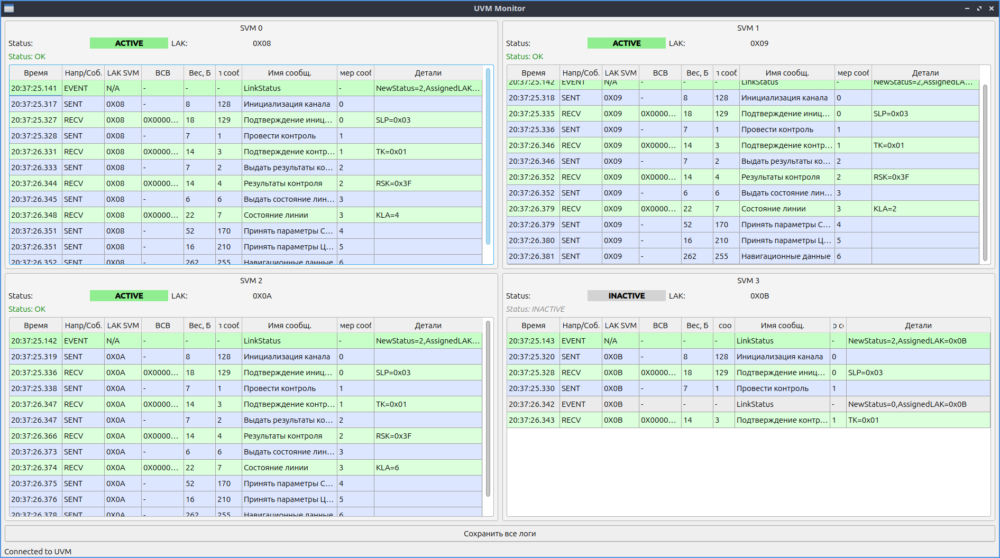 UVM Monitor
SVM 0
Status: ACTIVE LAK: 0X08
Status: OK
Время Напр/Соб. LAK SVM ВСВ Вес, Б т сооб Имя сообщ. мер сооб Детали
20:37:25.141 EVENT N/A - - - LinkStatus - NewStatus=2,AssignedLAK...
20:37:25.317 SENT 0X08 - 8 128 Инициализация канала 0
20:37:25.327 RECV 0X08 0X0000... 18 129 Подтверждение иниц... 0 SLP=0x03
20:37:25.328 SENT 0X08 - 7 1 Провести контроль 1
20:37:26.331 RECV 0X08 0X0000... 14 3 Подтверждение контр... 1 TK=0x01
20:37:26.333 SENT 0X08 - 7 2 Выдать результаты ко... 2
20:37:26.344 RECV 0X08 0X0000... 14 4 Результаты контроля 2 RSK=0x3F
20:37:26.345 SENT 0X08 - 6 6 Выдать состояние лин... 3
20:37:26.348 RECV 0X08 0X0000... 22 7 Состояние линии 3 KLA=4
20:37:26.351 SENT 0X08 - 52 170 Принять параметры С... 4
20:37:26.351 SENT 0X08 - 16 210 Принять параметры Ц... 5
20:37:26.352 SENT 0X08 - 262 255 Навигационные данные 6
SVM 1
Status: ACTIVE LAK: 0X09
Status: OK
Время Напр/Соб. LAK SVM ВСВ Вес, Б т сооб Имя сообщ. мер сооб Детали
20:37:25.142 EVENT N/A - - - LinkStatus - NewStatus=2,AssignedLA...
20:37:25.318 SENT 0X09 - 8 128 Инициализация канала 0
20:37:25.335 RECV 0X09 0X0000... 18 129 Подтверждение иниц... 0 SLP=0x03
20:37:25.336 SENT 0X09 - 7 1 Провести контроль 1
20:37:26.346 RECV 0X09 0X0000... 14 3 Подтверждение контр... 1 TK=0x01
20:37:26.346 SENT 0X09 - 7 2 Выдать результаты ко... 2
20:37:26.352 RECV 0X09 0X0000... 14 4 Результаты контроля 2 RSK=0x3F
20:37:26.352 SENT 0X09 - 6 6 Выдать состояние лин... 3
20:37:26.379 RECV 0X09 0X0000... 22 7 Состояние линии 3 KLA=2
20:37:26.379 SENT 0X09 - 52 170 Принять параметры С... 4
20:37:26.380 SENT 0X09 - 16 210 Принять параметры Ц... 5
20:37:26.381 SENT 0X09 - 262 255 Навигационные данные 6
SVM 2
Status: ACTIVE LAK: 0X0A
Status: OK
Время Напр/Соб. LAK SVM ВСВ Вес, Б т сооб Имя сообщ. мер сооб Детали
20:37:25.142 EVENT N/A - - - LinkStatus - NewStatus=2,AssignedLAK...
20:37:25.319 SENT 0X0A - 8 128 Инициализация канала 0
20:37:25.336 RECV 0X0A 0X0000... 18 129 Подтверждение иниц... 0 SLP=0x03
20:37:25.338 SENT 0X0A - 7 1 Провести контроль 1
20:37:26.347 RECV 0X0A 0X0000... 14 3 Подтверждение контр... 1 TK=0x01
20:37:26.347 SENT 0X0A - 7 2 Выдать результаты ко... 2
20:37:26.366 RECV 0X0A 0X0000... 14 4 Результаты контроля 2 RSK=0x3F
20:37:26.373 SENT 0X0A - 6 6 Выдать состояние лин... 3
20:37:26.374 RECV 0X0A 0X0000... 22 7 Состояние линии 3 KLA=6
20:37:26.375 SENT 0X0A - 52 170 Принять параметры С... 4
20:37:26.376 SENT 0X0A - 16 210 Принять параметры Ц... 5
20:37:26.378 SENT 0X0A - 262 255 Навигационные данные 6
SVM 3
Status: INACTIVE LAK: 0X0B
Status: INACTIVE
Время Напр/Соб. LAK SVM ВСВ Вес, Б соо Имя сообщ. р со Детали
20:37:25.143 EVENT N/A - - - LinkStatus - NewStatus=2,AssignedLAK=0x0B
20:37:25.320 SENT 0X0B - 8 128 Инициализация канала 0
20:37:25.328 RECV 0X0B 0X0000... 18 129 Подтверждение иниц... 0 SLP=0x03
20:37:25.330 SENT 0X0B - 7 1 Провести контроль 1
20:37:26.342 EVENT 0X0B - - - LinkStatus - NewStatus=0,AssignedLAK=0x0B
20:37:26.343 RECV 0X0B 0X0000... 14 3 Подтверждение контр... 1 TK=0x01
Сохранить все логи
Connected to UVM